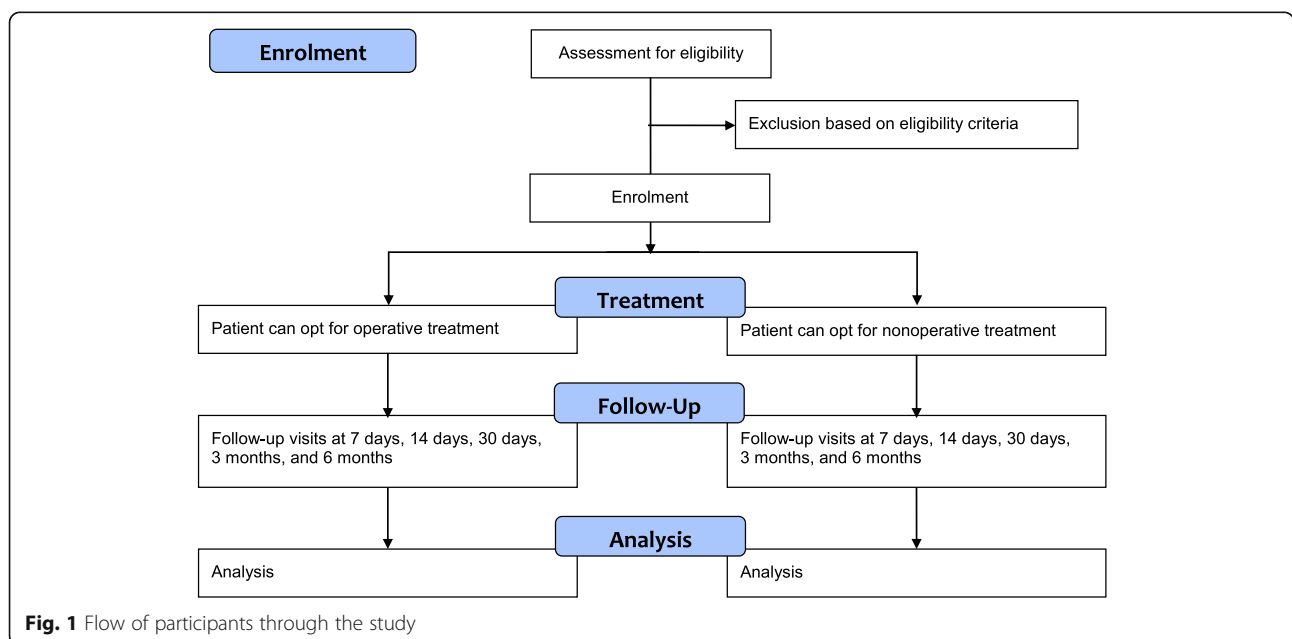 Enrolment
Assessment for eligibility
Exclusion based on eligibility criteria
Enrolment
Treatment
Patient can opt for operative treatment
Patient can opt for nonoperative treatment
Follow-Up
Follow-up visits at 7 days, 14 days, 30 days,
3 months, and 6 months
Follow-up visits at 7 days, 14 days, 30 days,
3 months, and 6 months
Analysis
Analysis
Analysis
Fig. 1 Flow of participants through the study